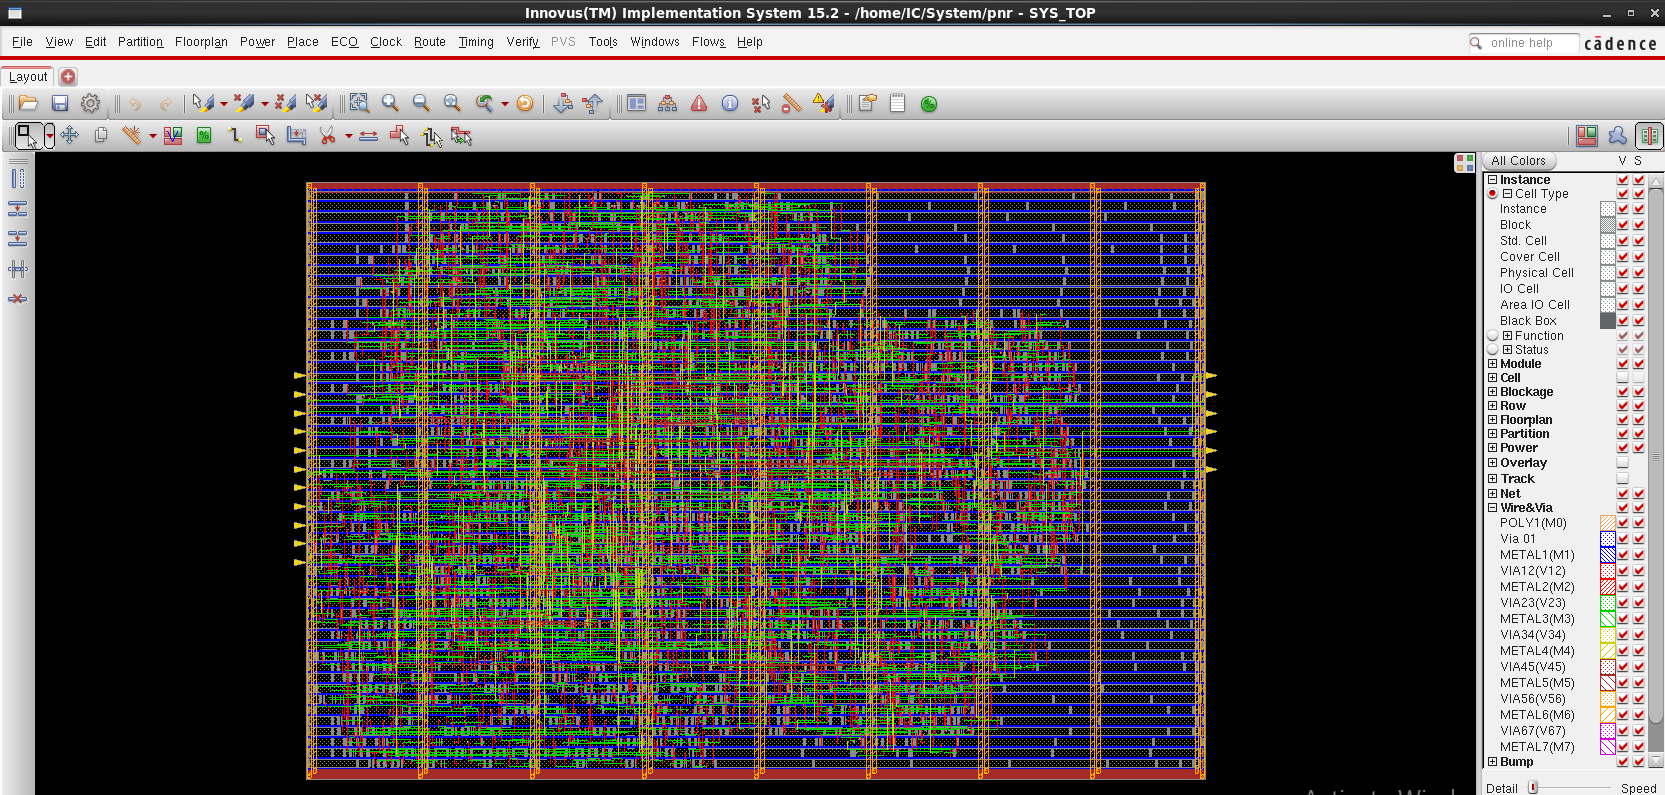 Innovus(TM) Implementation System 15.2 - /home/IC/System/pnr - SYS_TOP
File View Edit Partition Floorplan Power Place ECO Clock Route Timing Verify PVS Tools Windows Flows Help
online help cādence
Layout
All Colors V S
Instance
Cell Type
Instance
Block
Std. Cell
Cover Cell
Physical Cell
IO Cell
Area IO Cell
Black Box
Function
Status
Module
Cell
Blockage
Row
Floorplan
Partition
Power
Overlay
Track
Net
Wire&Via
POLY1(M0)
Via 01
METAL1(M1)
VIA12(V12)
METAL2(M2)
VIA23(V23)
METAL3(M3)
VIA34(V34)
METAL4(M4)
VIA45(V45)
METAL5(M5)
VIA56(V56)
METAL6(M6)
VIA67(V67)
METAL7(M7)
Bump
Detail Speed